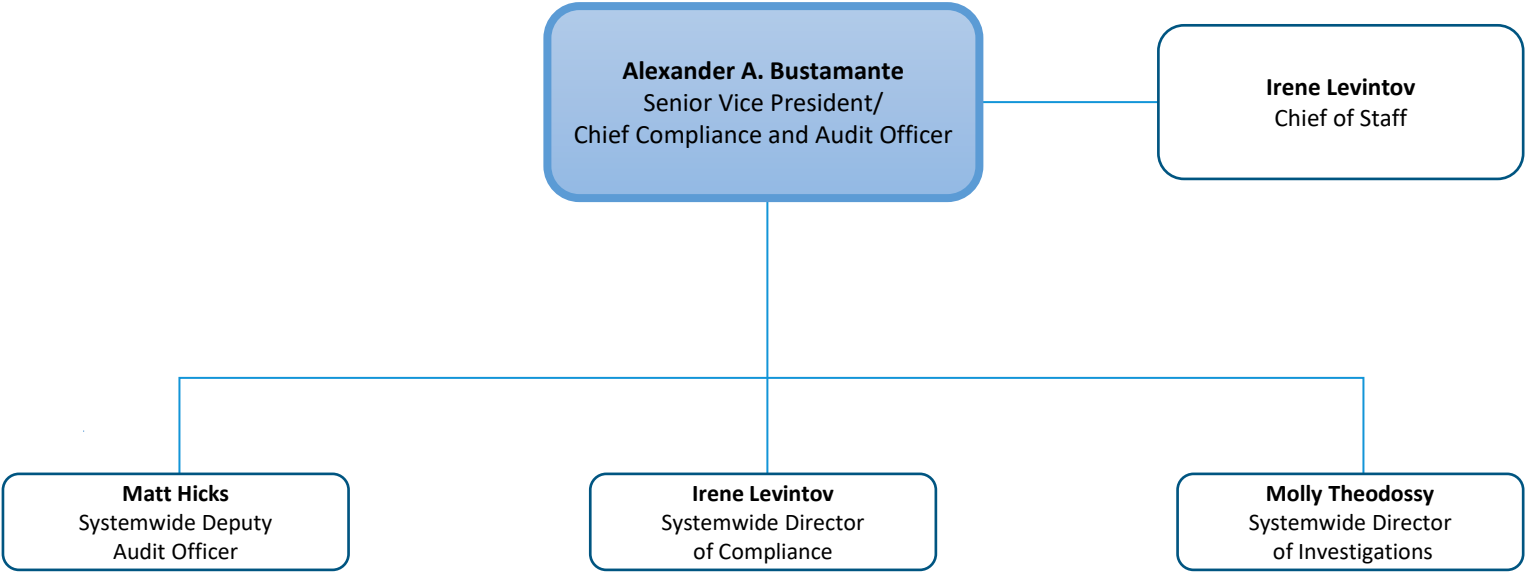 Alexander A. Bustamante
Senior Vice President/
Chief Compliance and Audit Officer
Irene Levintov
Chief of Staff
Matt Hicks
Systemwide Deputy
Audit Officer
Irene Levintov
Systemwide Director
of Compliance
Molly Theodossy
Systemwide Director
of Investigations